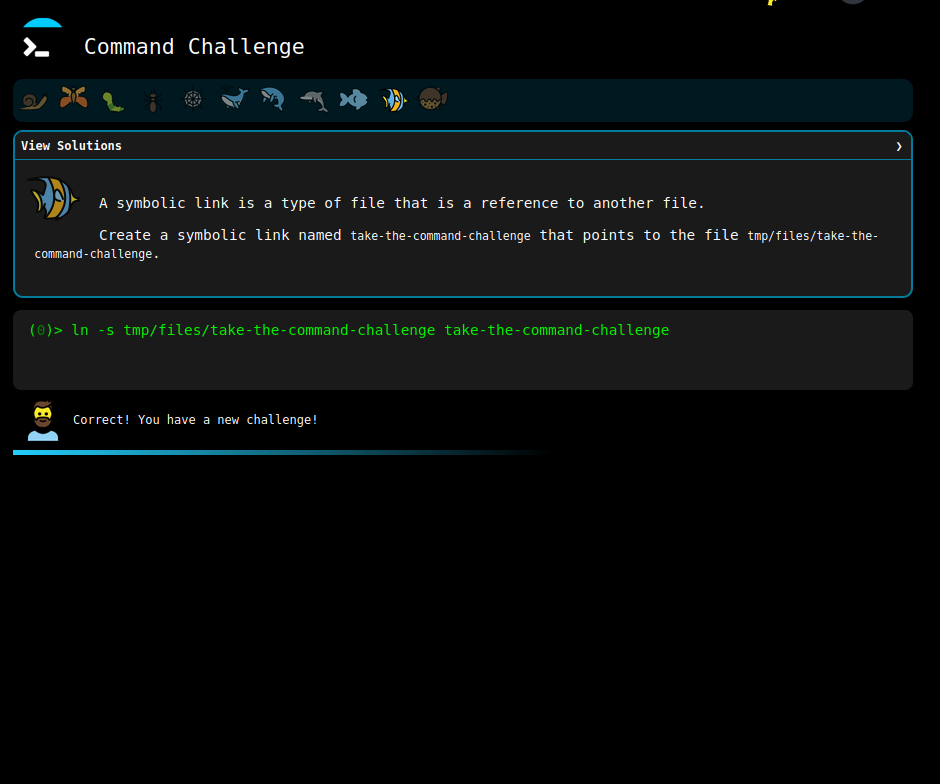 Command Challenge
View Solutions ❯
A symbolic link is a type of file that is a reference to another file.
Create a symbolic link named take-the-command-challenge that points to the file tmp/files/take-the-
command-challenge.
(0)> ln -s tmp/files/take-the-command-challenge take-the-command-challenge
Correct! You have a new challenge!